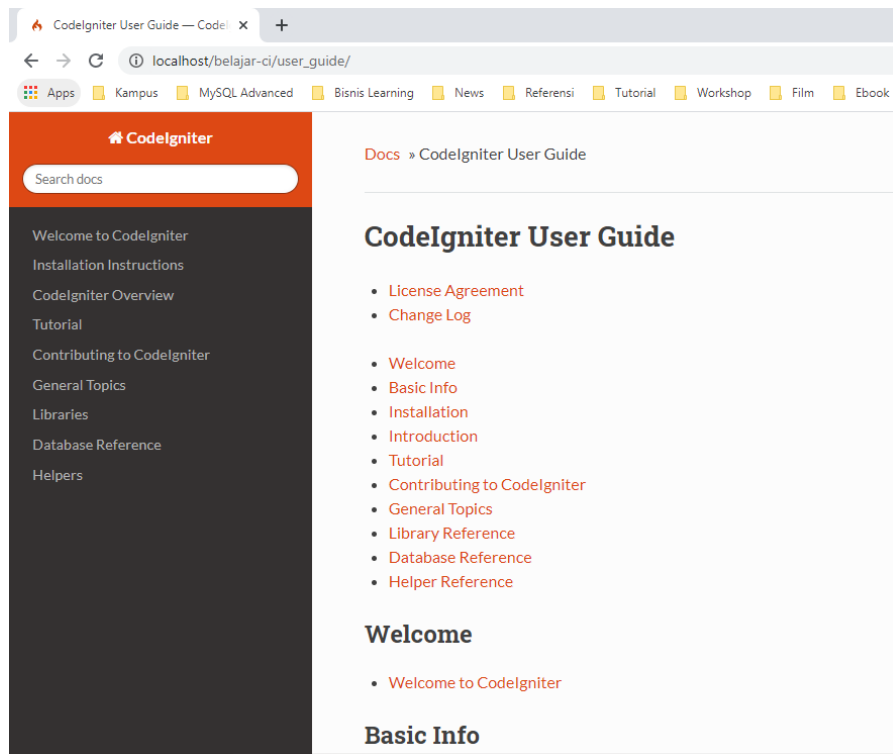 CodeIgniter User Guide — Code
localhost/belajar-ci/user_guide/
Apps Kampus MySQL Advanced Bisnis Learning News Referensi Tutorial Workshop Film Ebook
CodeIgniter
Search docs
Welcome to CodeIgniter
Installation Instructions
CodeIgniter Overview
Tutorial
Contributing to CodeIgniter
General Topics
Libraries
Database Reference
Helpers
Docs » CodeIgniter User Guide
CodeIgniter User Guide
• License Agreement
• Change Log
• Welcome
• Basic Info
• Installation
• Introduction
• Tutorial
• Contributing to CodeIgniter
• General Topics
• Library Reference
• Database Reference
• Helper Reference
Welcome
• Welcome to CodeIgniter
Basic Info